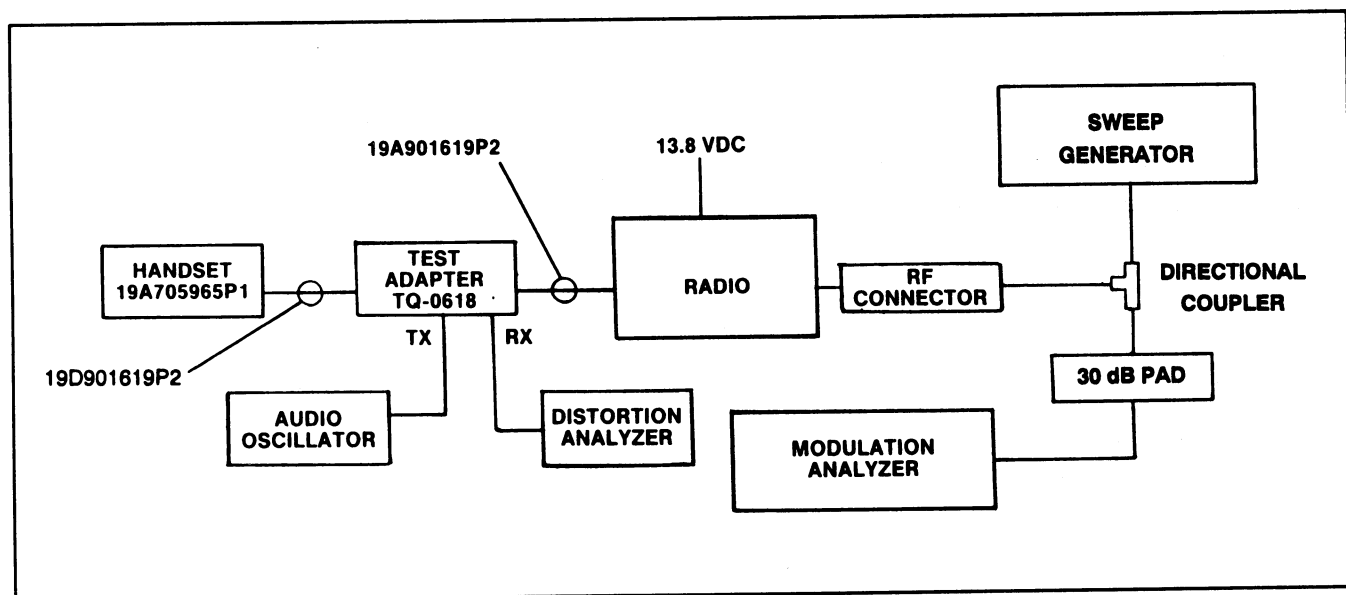 SWEEP
GENERATOR
19A901619P2
13.8 VDC
HANDSET
19A705965P1
TEST
ADAPTER
TQ-0618
RADIO
RF
CONNECTOR
DIRECTIONAL
COUPLER
TX
RX
19D901619P2
30 dB PAD
AUDIO
OSCILLATOR
DISTORTION
ANALYZER
MODULATION
ANALYZER